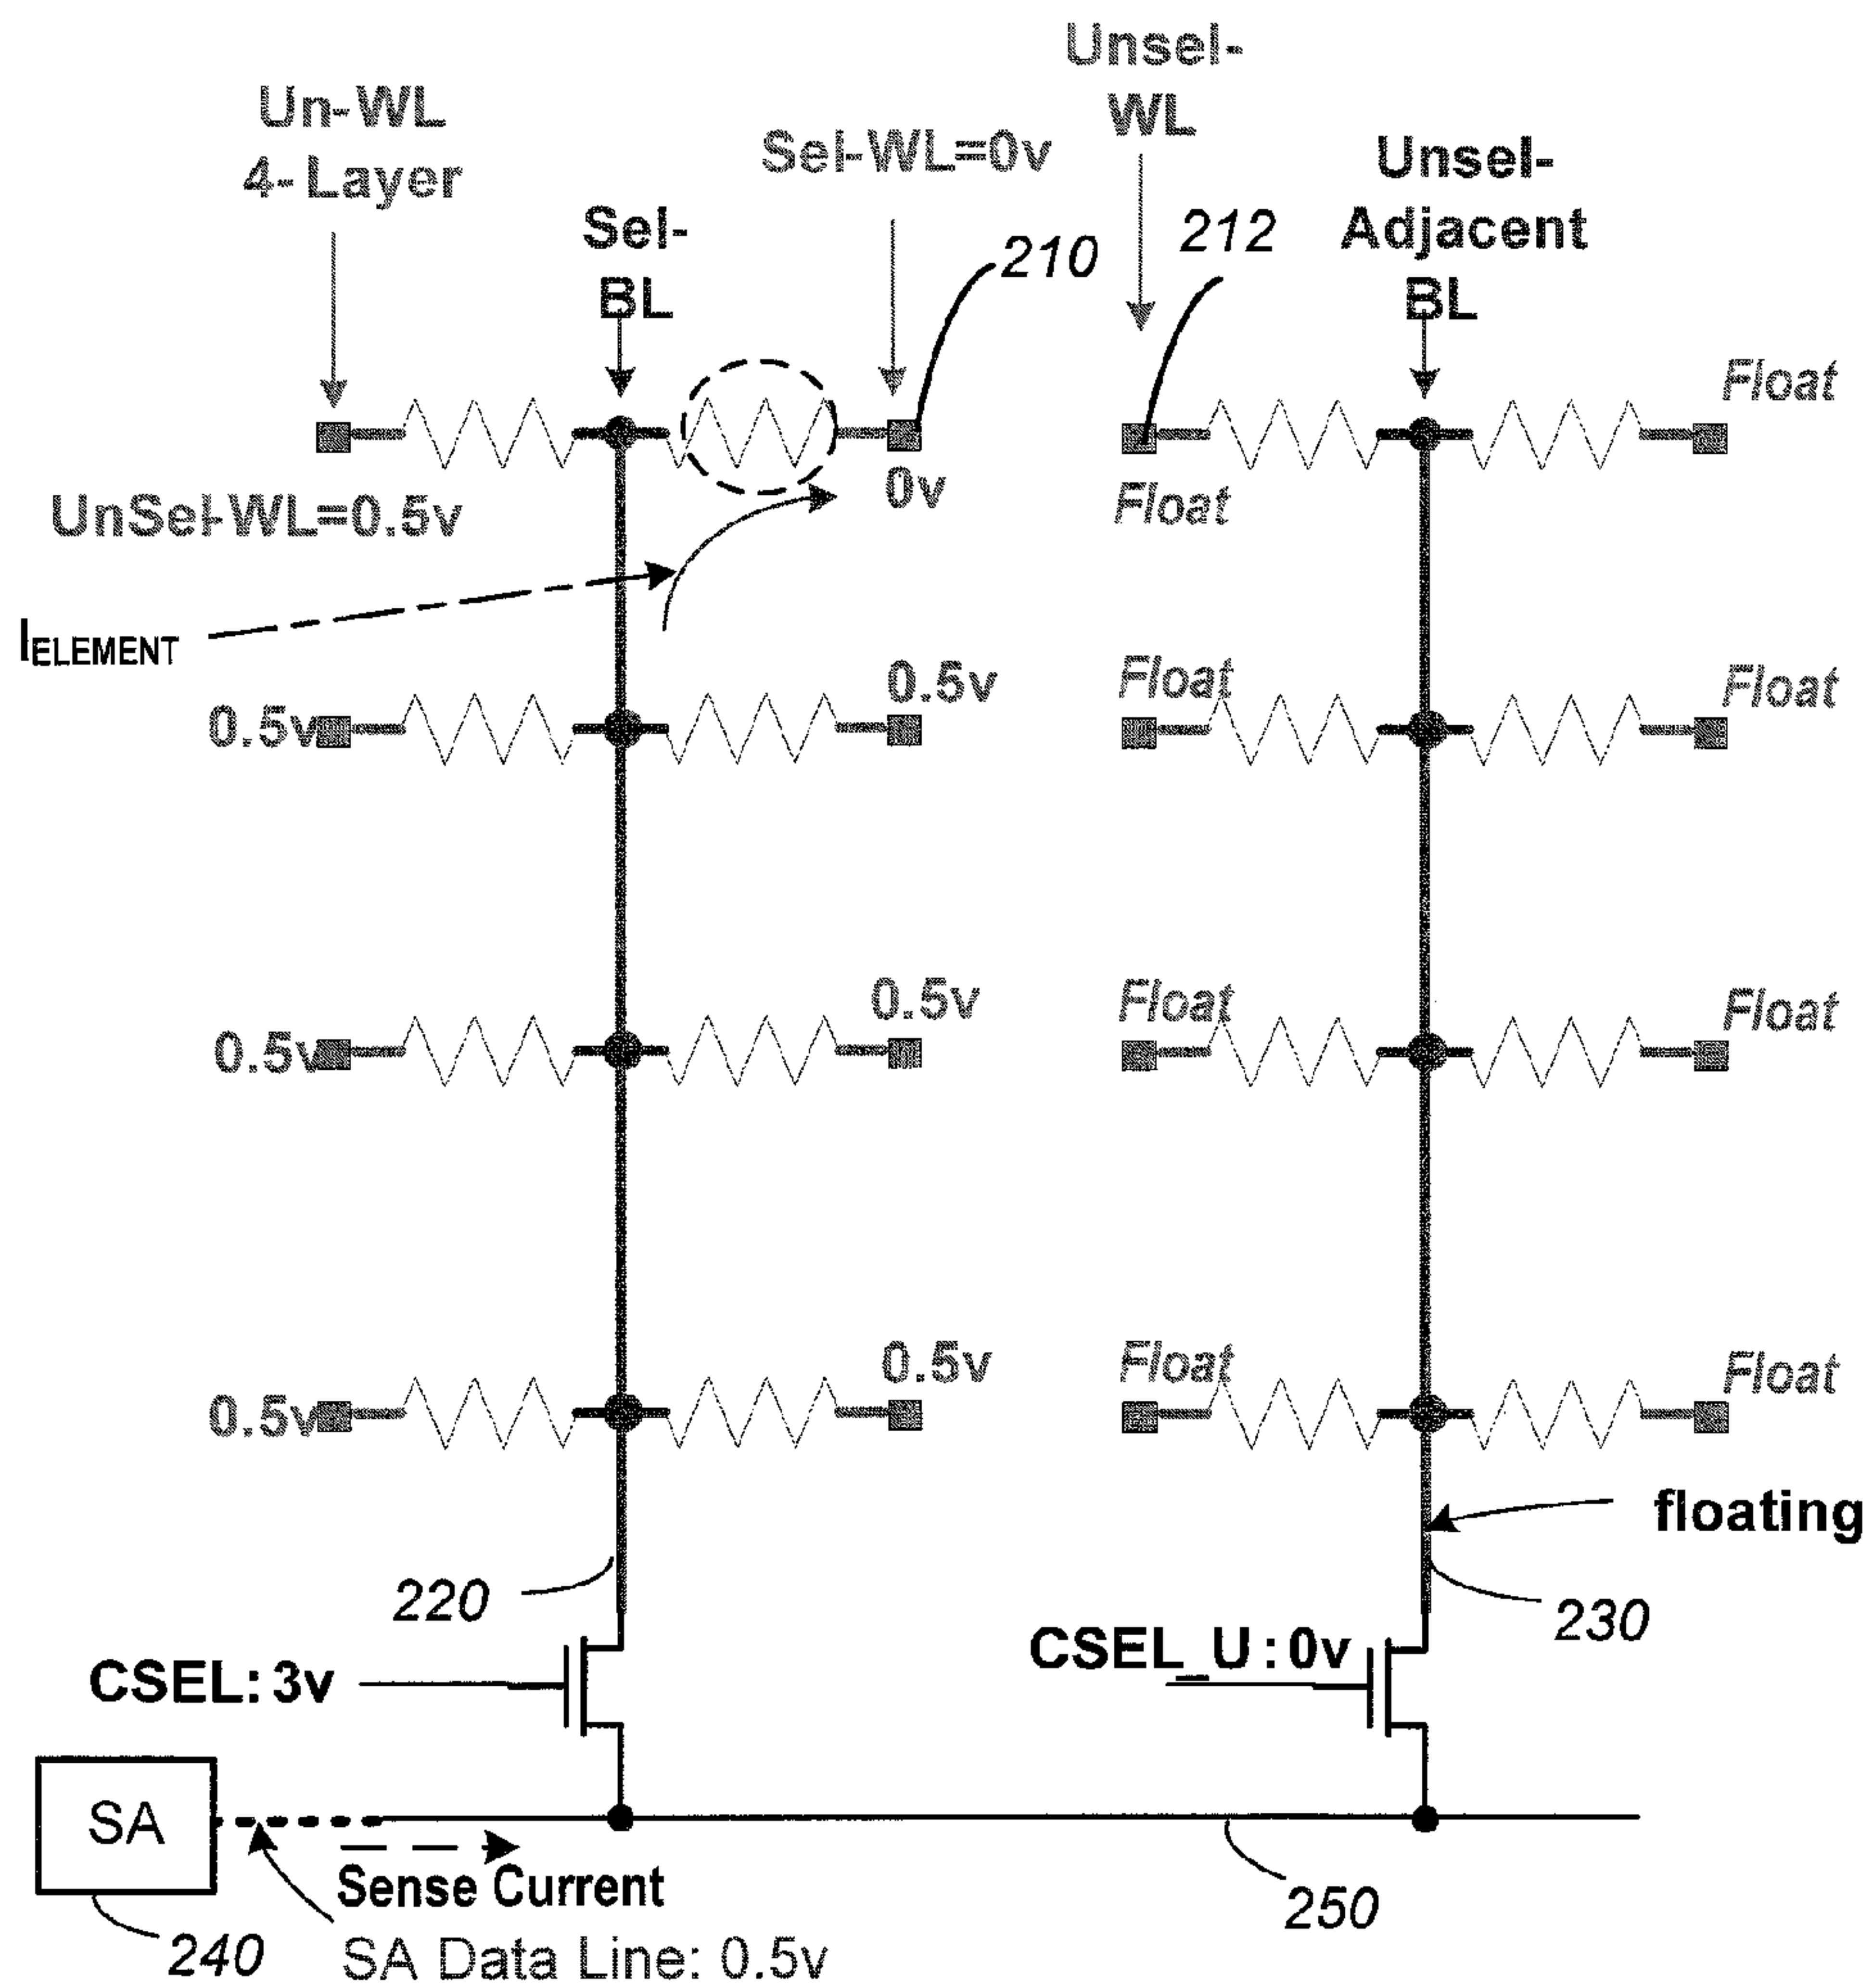 Un-WL
4-Layer
Sel-
BL
Sel-WL=0v
210
Unsel-
WL
212
Unsel-
Adjacent
BL
Float
UnSel-WL=0.5v
0v
Float
IELEMENT
0.5v
0.5v
Float
Float
0.5v
0.5v
Float
Float
0.5v
0.5v
Float
Float
floating
220
230
CSEL: 3v
CSEL_U : 0v
SA
Sense Current
250
240
SA Data Line: 0.5v